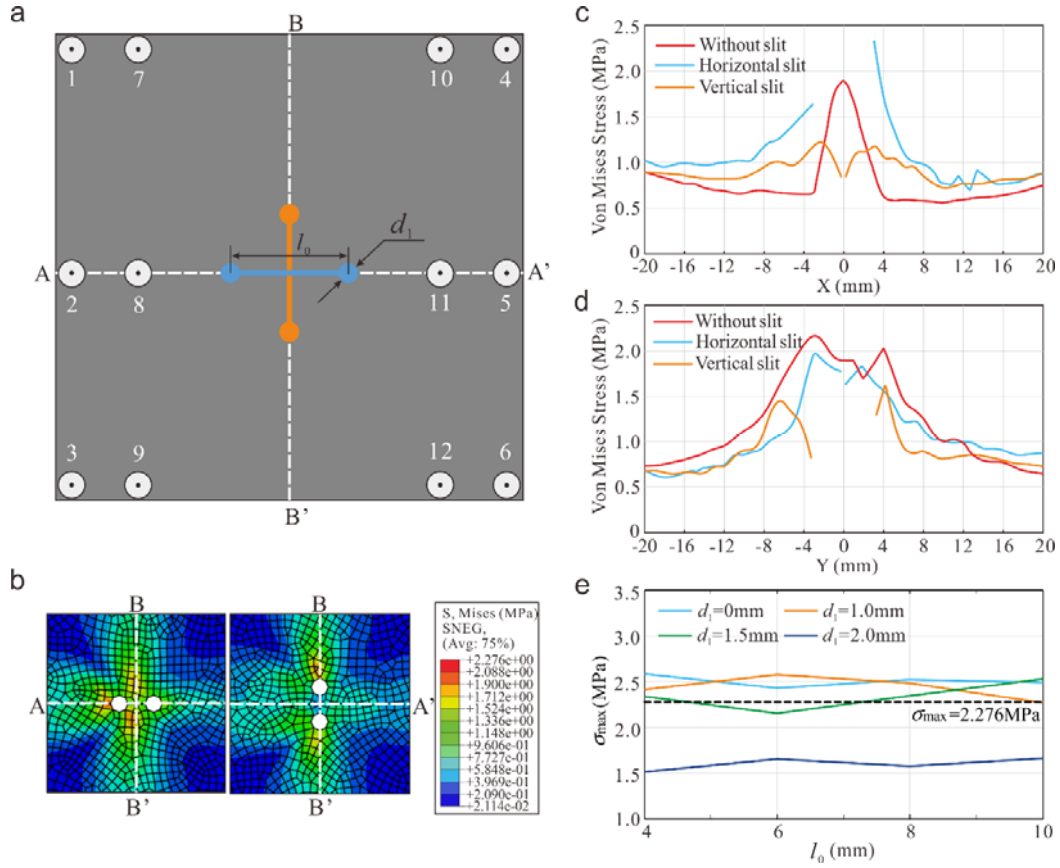 a
B
1
7
10
4
l₀
d₁
A
A'
2
8
11
5
3
9
12
6
B'
b
B
B
A
A'
B'
B'
S, Mises (MPa)
SNEG,
(Avg: 75%)
+2.276e+00
+2.088e+00
+1.900e+00
+1.712e+00
+1.524e+00
+1.336e+00
+1.148e+00
+9.606e-01
+7.727e-01
+5.848e-01
+3.969e-01
+2.090e-01
+2.114e-02
c
Von Mises Stress (MPa)
2.5
2.0
1.5
1.0
0.5
0
Without slit
Horizontal slit
Vertical slit
-20 -16 -12 -8 -4 0 4 8 12 16 20
X (mm)
d
Von Mises Stress (MPa)
2.5
2.0
1.5
1.0
0.5
0
Without slit
Horizontal slit
Vertical slit
-20 -16 -12 -8 -4 0 4 8 12 16 20
Y (mm)
e
σmax (MPa)
3.5
3.0
2.5
2.0
1.5
1.0
d₁=0mm d₁=1.0mm
d₁=1.5mm d₁=2.0mm
σmax=2.276MPa
4 6 8 10
l₀ (mm)